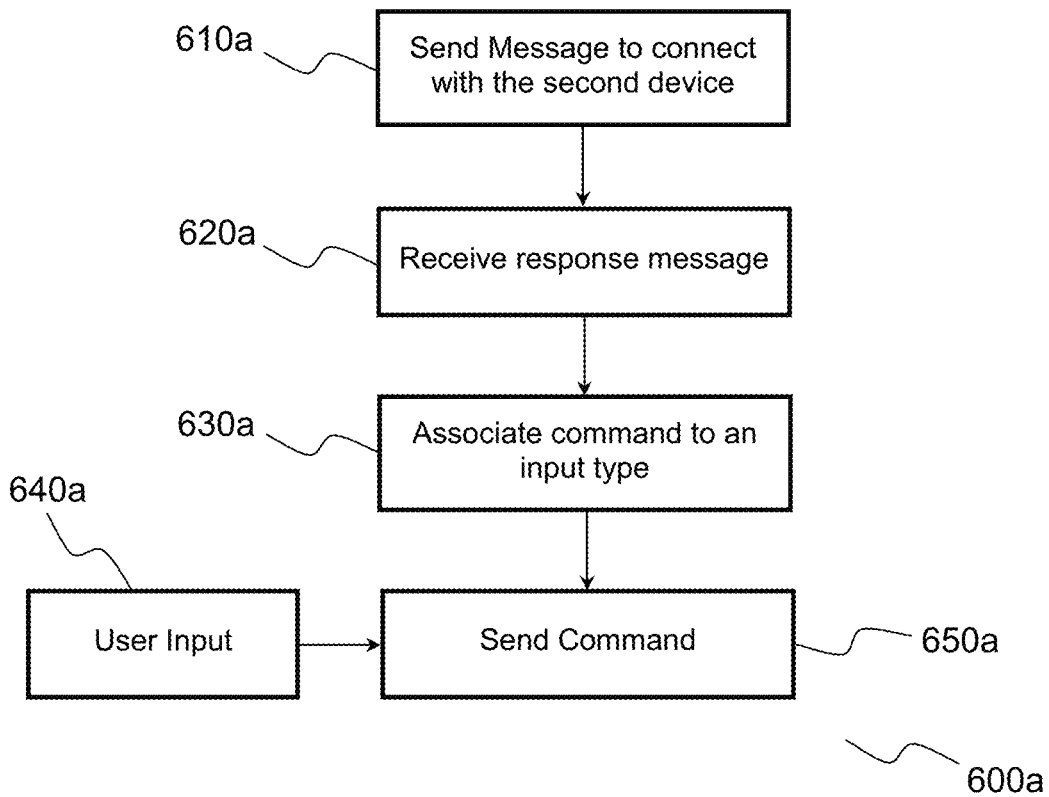 610a
Send Message to connect
with the second device
620a
Receive response message
630a
Associate command to an
input type
640a
User Input
Send Command
650a
600a